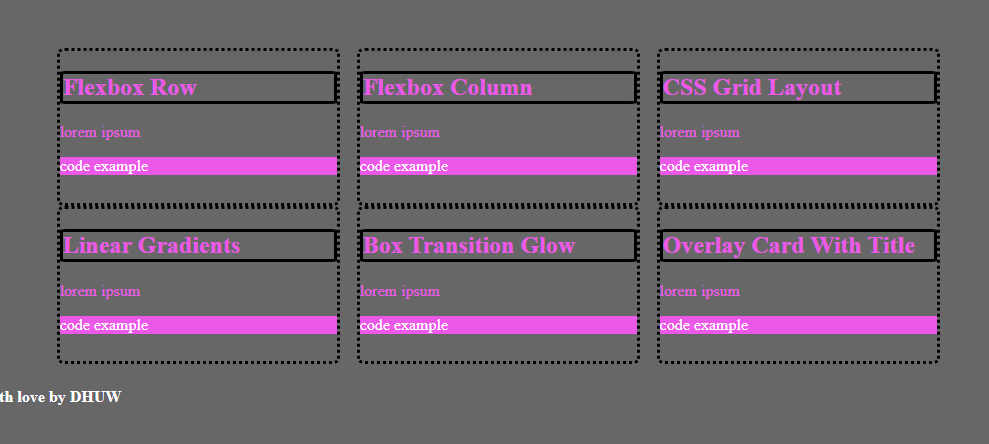 Flexbox Row
lorem ipsum
code example
Flexbox Column
lorem ipsum
code example
CSS Grid Layout
lorem ipsum
code example
Linear Gradients
lorem ipsum
code example
Box Transition Glow
lorem ipsum
code example
Overlay Card With Title
lorem ipsum
code example
th love by DHUW